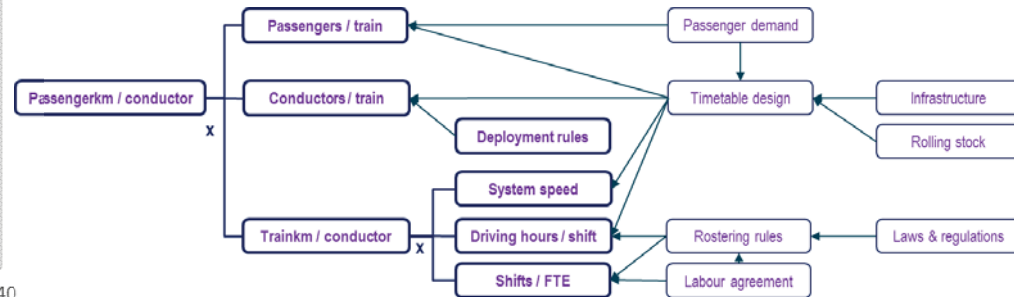 Passengers / train
Passenger demand
Passengerkm / conductor
Conductors / train
Timetable design
Infrastructure
x
Deployment rules
Rolling stock
System speed
Trainkm / conductor
Driving hours / shift
Rostering rules
Laws & regulations
x
Shifts / FTE
Labour agreement
40